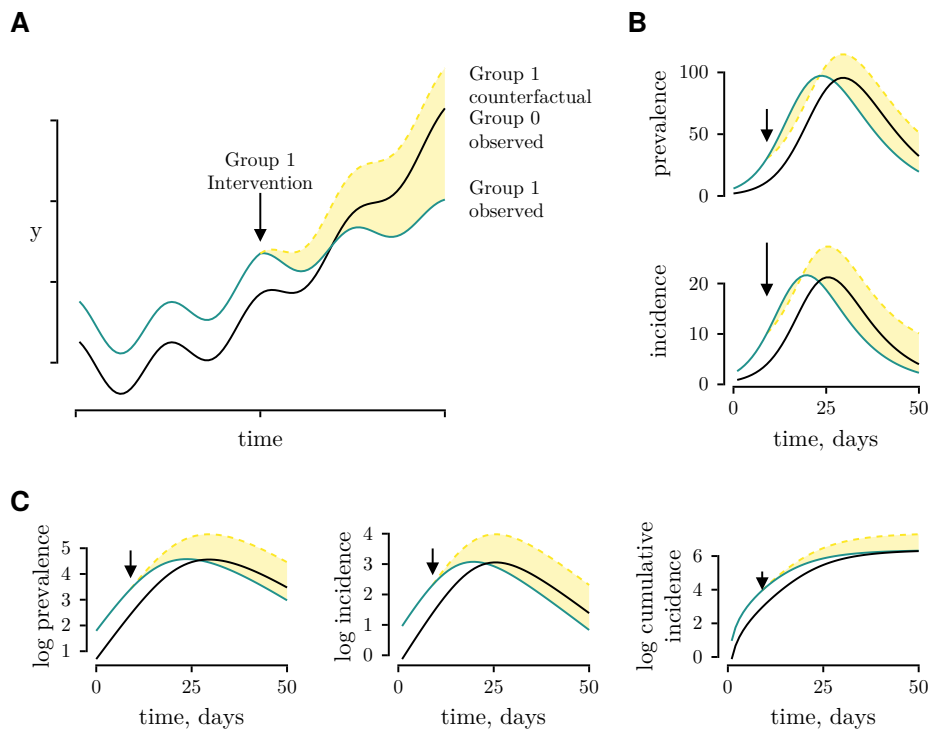 A
Group 1
counterfactual
Group 0
observed
Group 1
Intervention
Group 1
observed
y
time
B
prevalence
100
50
0
incidence
20
10
0
0 25 50
time, days
C
log prevalence
5
4
3
2
1
0 25 50
time, days
log incidence
4
3
2
1
0
0 25 50
time, days
log cumulative
incidence
6
4
2
0
0 25 50
time, days